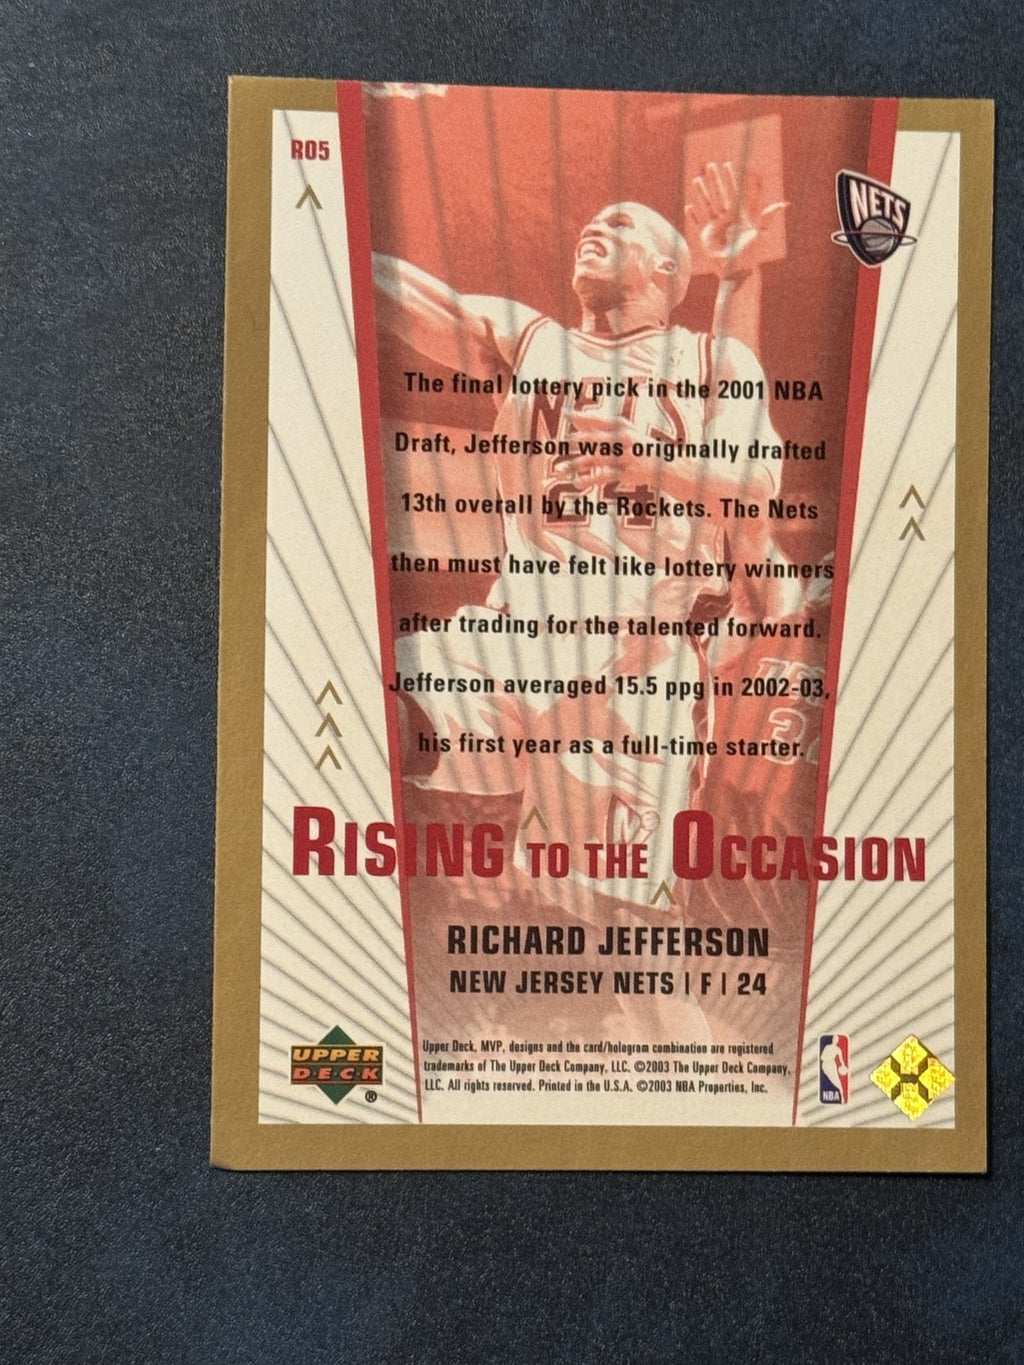 RO5
NETS
The final lottery pick in the 2001 NBA
Draft, Jefferson was originally drafted
13th overall by the Rockets. The Nets
then must have felt like lottery winners
after trading for the talented forward.
Jefferson averaged 15.5 ppg in 2002-03,
his first year as a full-time starter.
RISING TO THE OCCASION
RICHARD JEFFERSON
NEW JERSEY NETS | F | 24
UPPER
DECK
®
Upper Deck, MVP, designs and the card/hologram combination are registered
trademarks of The Upper Deck Company, LLC. ©2003 The Upper Deck Company,
LLC. All rights reserved. Printed in the U.S.A. ©2003 NBA Properties, Inc.
NBA